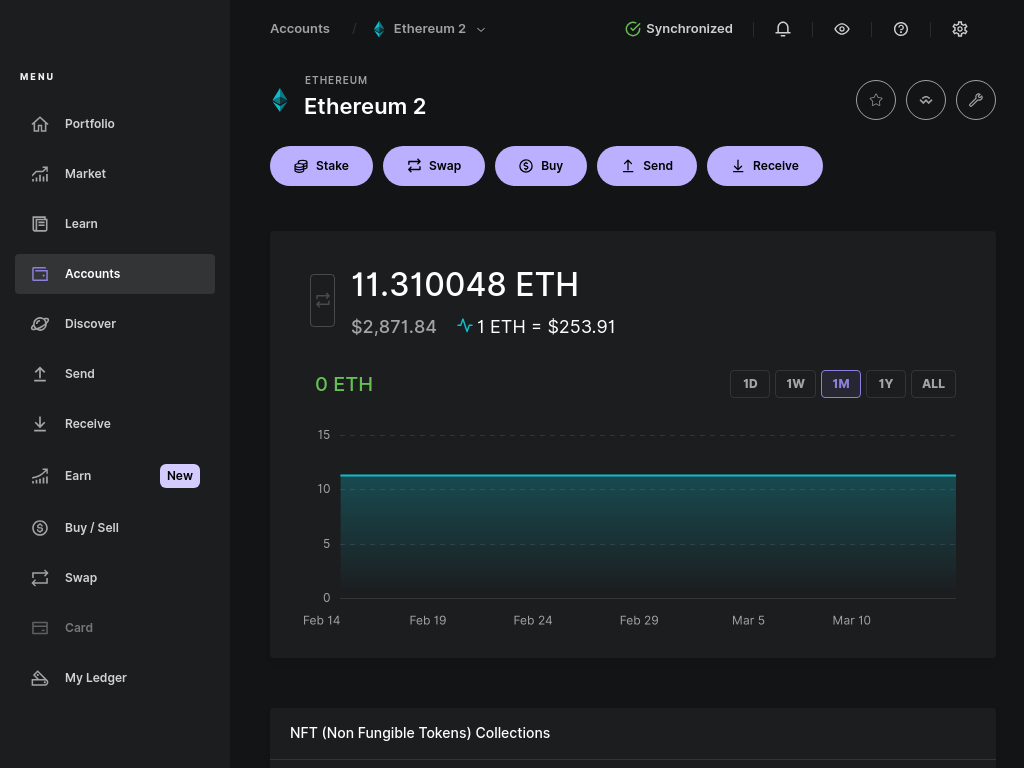 Accounts / Ethereum 2
Synchronized
MENU
Portfolio
Market
Learn
Accounts
Discover
Send
Receive
Earn New
Buy / Sell
Swap
Card
My Ledger
ETHEREUM
Ethereum 2
Stake Swap Buy Send Receive
11.310048 ETH
$2,871.84 1 ETH = $253.91
0 ETH
1D 1W 1M 1Y ALL
15
10
5
0
Feb 14 Feb 19 Feb 24 Feb 29 Mar 5 Mar 10
NFT (Non Fungible Tokens) Collections